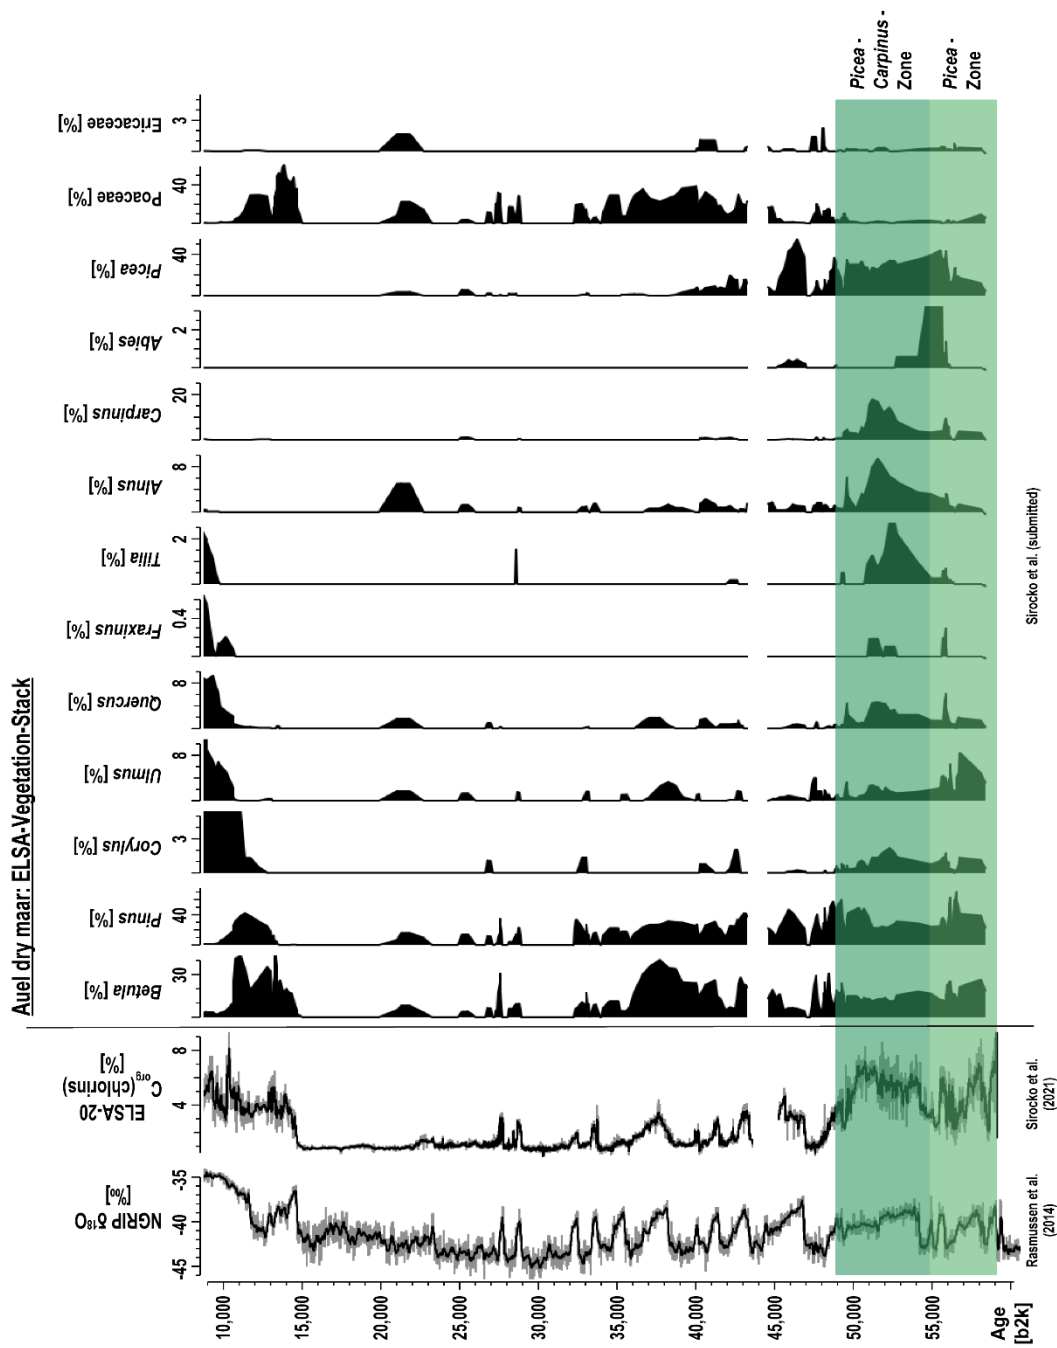 Auel dry maar: ELSA-Vegetation-Stack
Ericaceae [%]
3
Poaceae [%]
40
Picea [%]
40
Abies [%]
2
Carpinus [%]
20
Alnus [%]
8
Tilia [%]
2
Fraxinus [%]
0.4
Quercus [%]
8
Ulmus [%]
8
Corylus [%]
3
Pinus [%]
40
Betula [%]
30
ELSA-20
Corg(chlorins)
[%]
8
4
NGRIP δ18O
[‰]
-35
-40
-45
10,000
15,000
20,000
25,000
30,000
35,000
40,000
45,000
50,000
55,000
Age
[b2k]
Picea -
Carpinus -
Zone
Picea -
Zone
Sirocko et al. (submitted)
Sirocko et al.
(2021)
Rasmussen et al.
(2014)